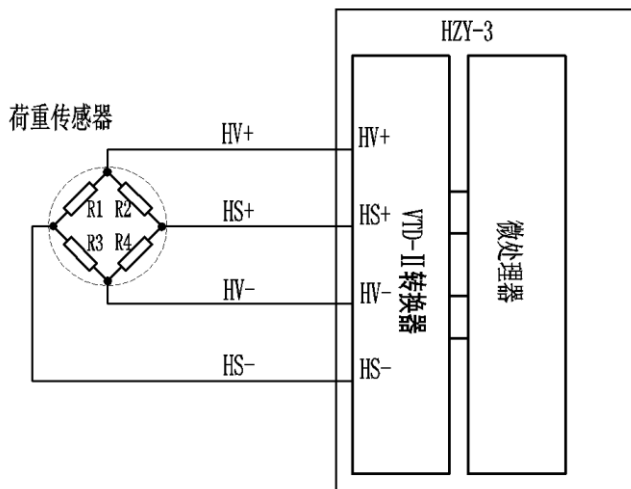 HZY-3
荷重传感器
HV+
HV+
R1
R2
HS+
HS+
R3
R4
HV-
HV-
HS-
HS-
VTD-II转换器
微处理器